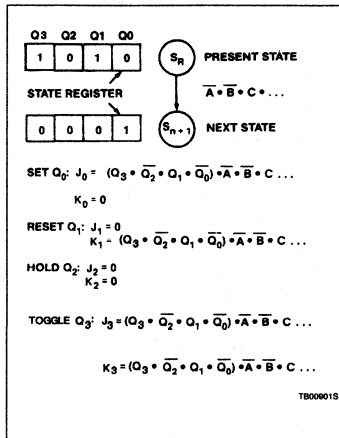 Q3 Q2 Q1 Q0
1 0 1 0
SR PRESENT STATE
STATE REGISTER
A̅ • B̅ • C • . . .
0 0 0 1
Sn + 1 NEXT STATE
SET Q₀: J₀ = (Q₃ • Q̅₂ • Q₁ • Q̅₀) • A̅ • B̅ • C . . .
K₀ = 0
RESET Q₁: J₁ = 0
K₁ = (Q₃ • Q̅₂ • Q₁ • Q̅₀) • A̅ • B̅ • C . . .
HOLD Q₂: J₂ = 0
K₂ = 0
TOGGLE Q₃: J₃ = (Q₃ • Q̅₂ • Q₁ • Q̅₀) • A̅ • B̅ • C . . .
K₃ = (Q₃ • Q̅₂ • Q₁ • Q̅₀) • A̅ • B̅ • C . . .
TB00901S